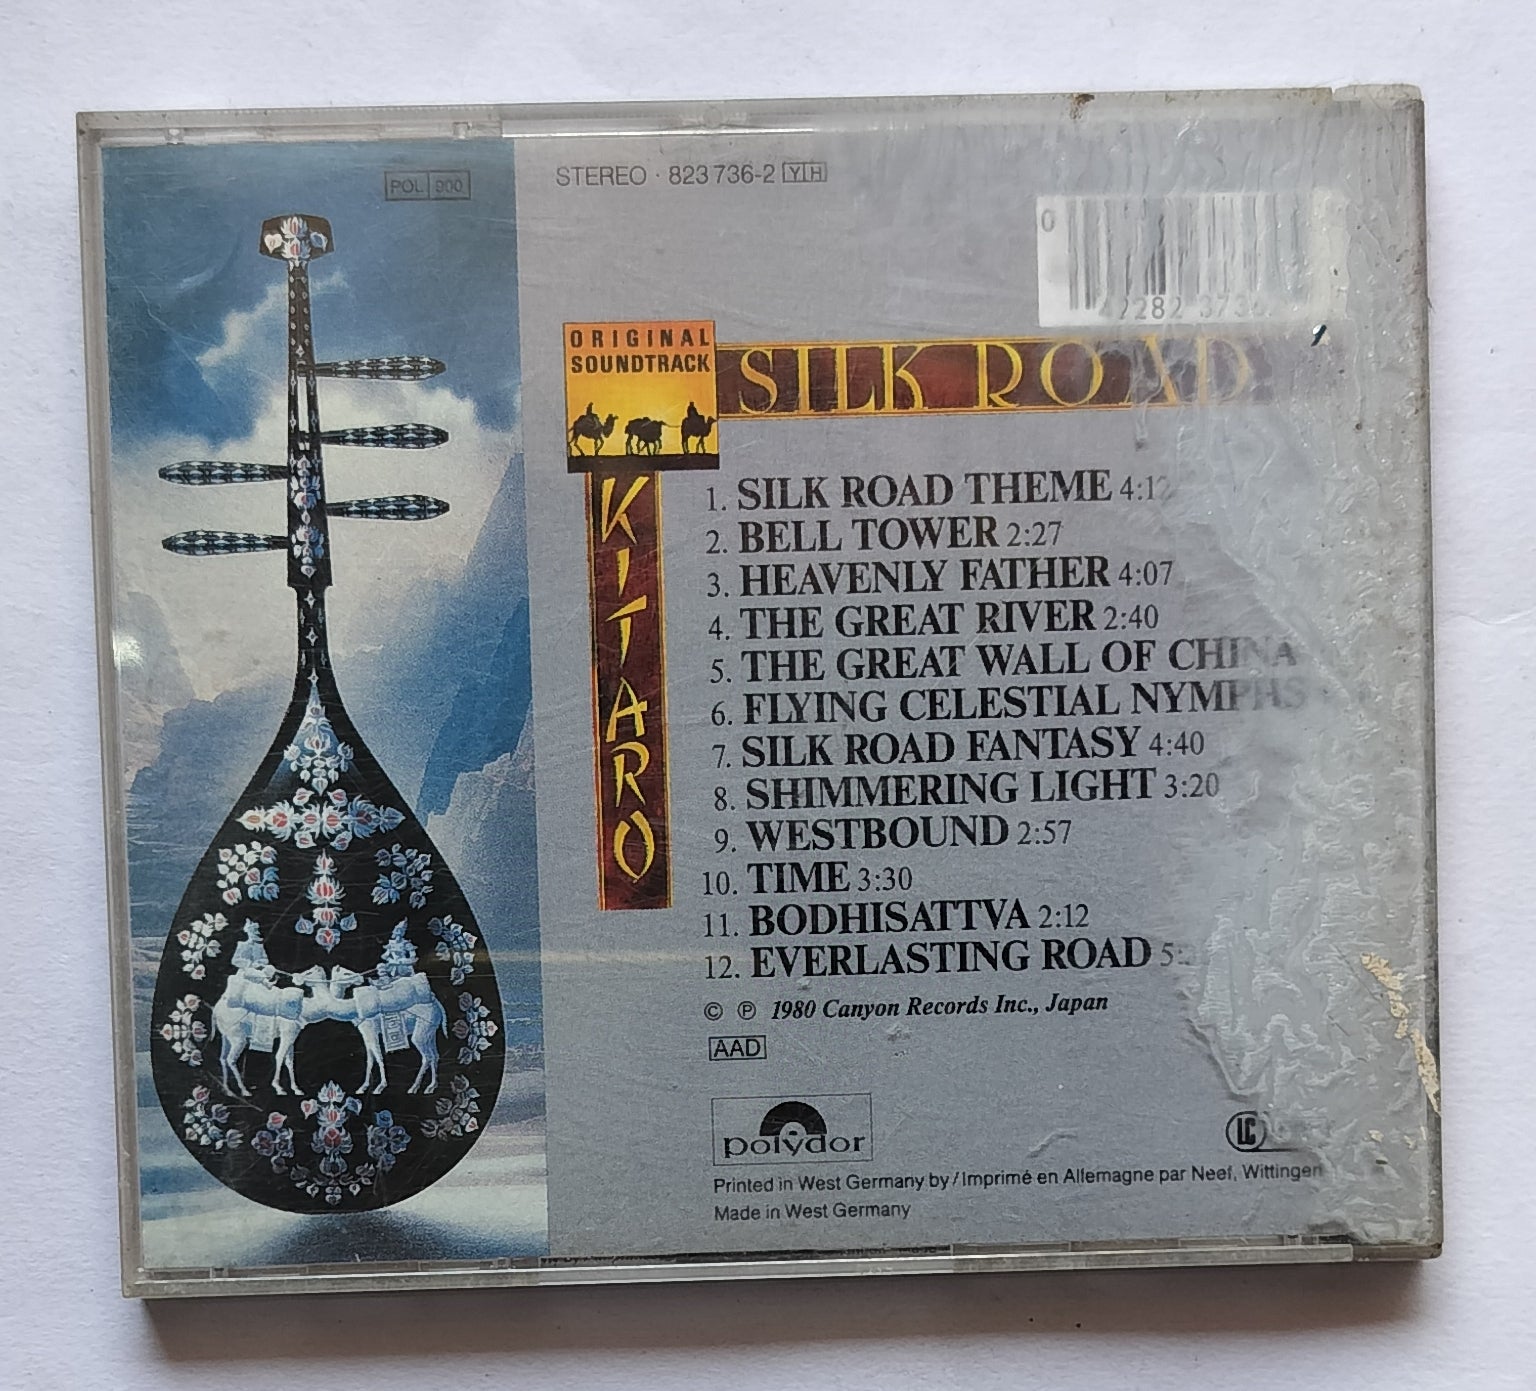 POL 900
STEREO · 823 736-2 YH
0
ORIGINAL
SOUNDTRACK
SILK ROAD
KITARO
1. SILK ROAD THEME
2. BELL TOWER 2:27
3. HEAVENLY FATHER 4:07
4. THE GREAT RIVER 2:40
5. THE GREAT WALL OF CHINA
6. FLYING CELESTIAL NYMPHS
7. SILK ROAD FANTASY 4:40
8. SHIMMERING LIGHT 3:20
9. WESTBOUND 2:57
10. TIME 3:30
11. BODHISATTVA 2:12
12. EVERLASTING ROAD
© ℗ 1980 Canyon Records Inc., Japan
AAD
polydor
LC
Printed in West Germany by / Imprimé en Allemagne par Neef, Wittingen
Made in West Germany